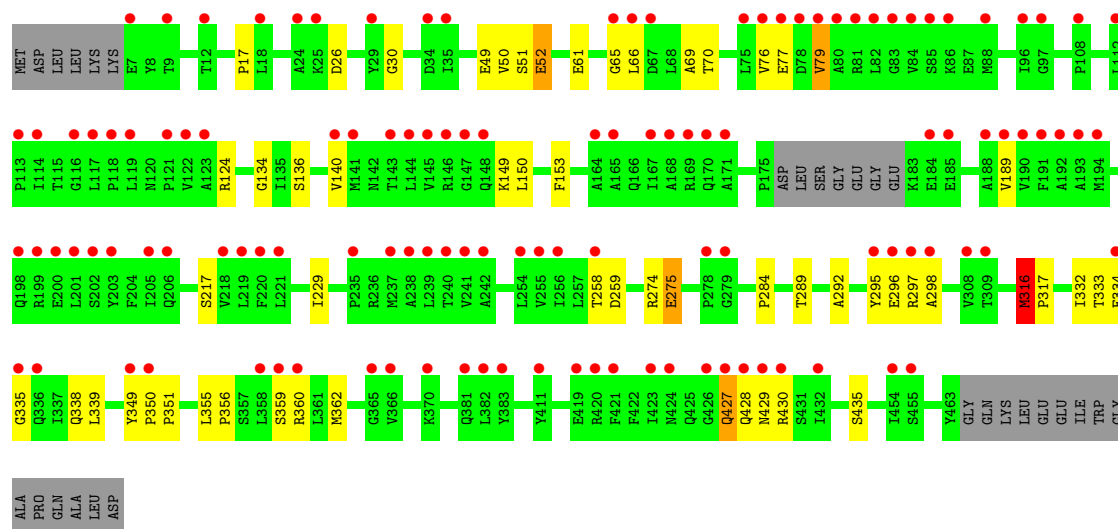 MET ASP LEU LEU LYS LYS E7 Y8 T9 T12 P17 L18 A24 K25 D26 Y29 G30 D34 I35 E49 V50 S51 E52 E61 G65 L66 D67 L68 A69 T70 L75 V76 E77 D78 V79 A80 R81 L82 G83 V84 S85 K86 E87 M88 I96 G97 P108 I112
P113 I114 T115 G116 L117 P118 L119 N120 P121 V122 A123 R124 G134 I135 S136 V140 M141 N142 T143 L144 V145 R146 G147 Q148 K149 L150 F153 A164 A165 Q166 I167 A168 R169 Q170 A171 P175 ASP LEU SER GLY GLU GLY GLU K183 E184 E185 A188 V189 V190 F191 A192 A193 M194
Q198 R199 E200 L201 S202 Y203 F204 I205 Q206 S217 V218 L219 F220 L221 I229 P235 R236 M237 A238 L239 T240 V241 A242 L254 V255 I256 L257 T258 D259 R274 E275 P278 G279 P284 T289 A292 Y295 E296 R297 A298 V308 T309 M316 P317 I332 T333
G335 Q336 I337 Q338 L339 Y349 P350 P351 L355 P356 S357 L358 S359 R360 L361 M362 G365 V366 K370 Q381 L382 Y383 Y411 E419 R420 F421 F422 I423 N424 Q425 G426 Q427 Q428 N429 R430 S431 I432 S435 I454 S455 Y463 GLY GLN LYS LEU GLU GLU ILE TRP GLY
ALA PRO GLN ALA LEU ASP